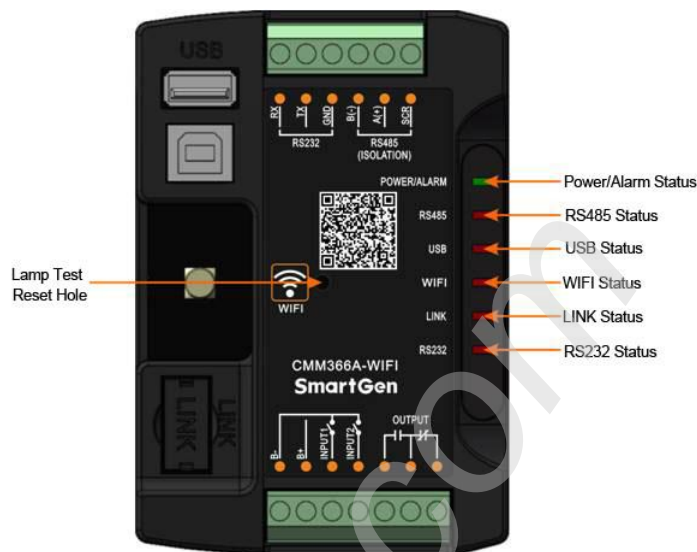 USB
RX
TX
GND
B(-)
A(+)
SCR
RS232
RS485
(ISOLATION)
POWER/ALARM
Power/Alarm Status
RS485
RS485 Status
USB
USB Status
Lamp Test
Reset Hole
WIFI
WIFI
WIFI Status
LINK
LINK Status
RS232
RS232 Status
CMM366A-WIFI
SmartGen
LINK
LINK
B-
B+
INPUT1
INPUT2
OUTPUT
com